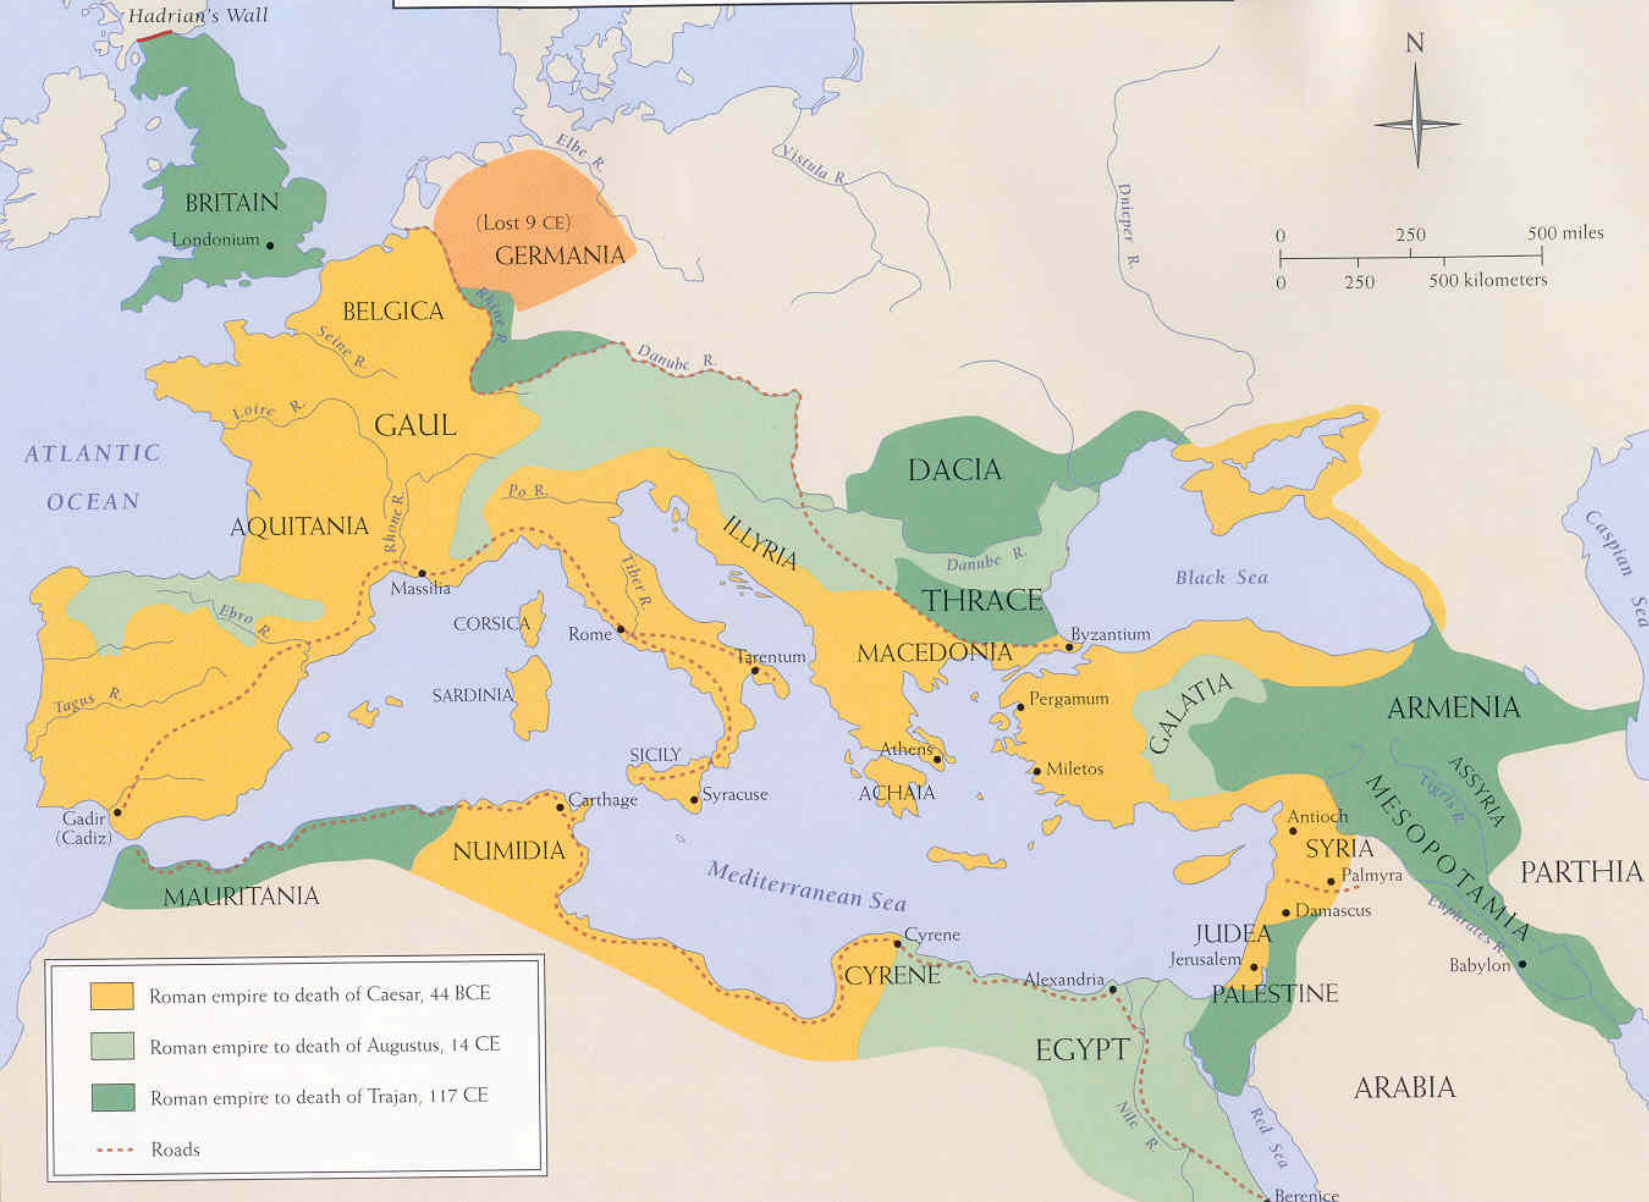 Hadrian's Wall
N
Elbe R.
Vistula R.
Dnieper R.
(Lost 9 CE)
GERMANIA
BRITAIN
Londonium
0 250 500 miles
0 250 500 kilometers
BELGICA
Rhine R.
Seine R.
Danube R.
Loire R.
GAUL
ATLANTIC
OCEAN
DACIA
Po R.
Rhone R.
AQUITANIA
ILLYRIA
Caspian Sea
Danube R.
Black Sea
Massilia
Tiber R.
THRACE
Ebro R.
CORSICA
Rome
Byzantium
MACEDONIA
Tarentum
Tagus R.
SARDINIA
Pergamum
GALATIA
ARMENIA
SICILY
Athens
Miletos
ASSYRIA
Tigris R.
MESOPOTAMIA
ACHAIA
Syracuse
Carthage
Gadir
(Cadiz)
Antioch
NUMIDIA
SYRIA
PARTHIA
Palmyra
MAURITANIA
Mediterranean Sea
Damascus
Euphrates R.
JUDEA
Cyrene
Jerusalem
Babylon
CYRENE
Alexandria
PALESTINE
EGYPT
ARABIA
Nile R.
Red Sea
Berenice
Roman empire to death of Caesar, 44 BCE
Roman empire to death of Augustus, 14 CE
Roman empire to death of Trajan, 117 CE
Roads